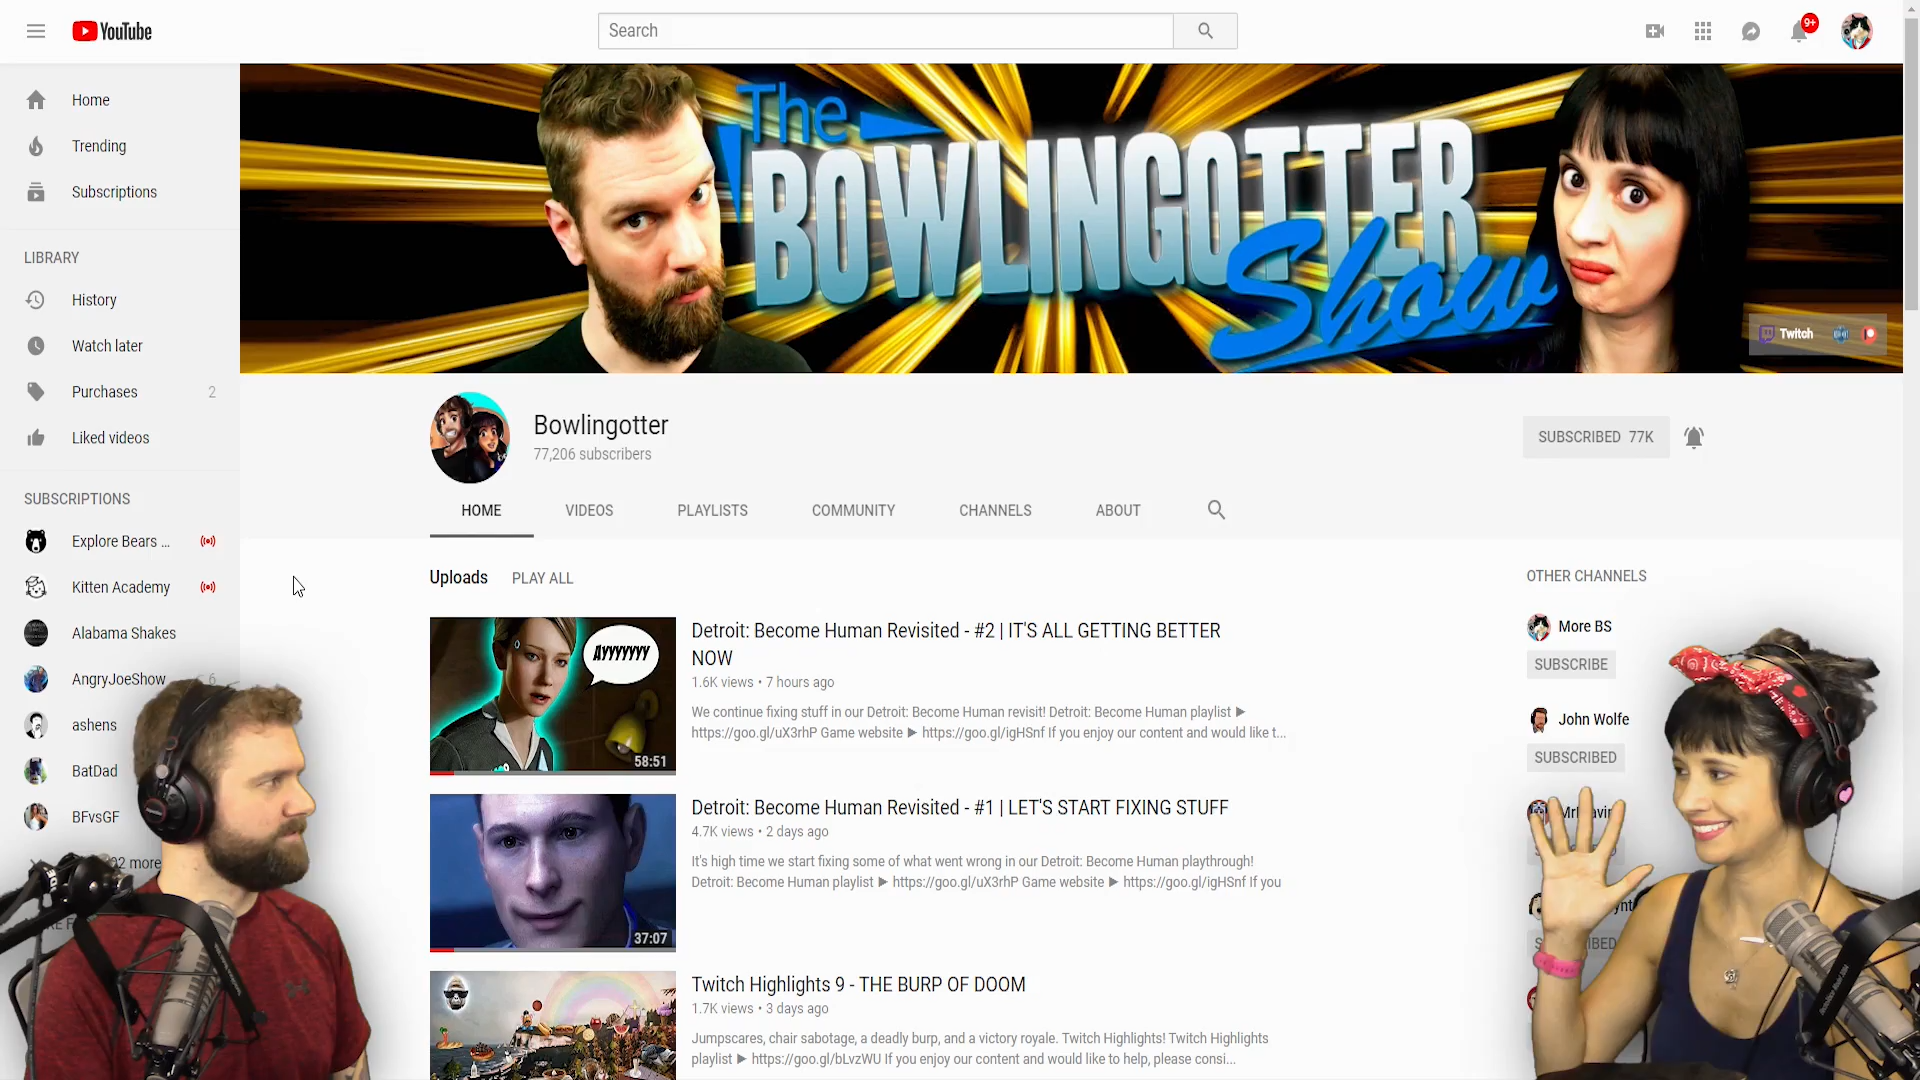 YouTube
Search
9+
Home
Trending
Subscriptions
LIBRARY
History
Watch later
Purchases 2
Liked videos
SUBSCRIPTIONS
Explore Bears ...
Kitten Academy
Alabama Shakes
AngryJoeShow 6
ashens
BatDad
BFvsGF
more
The
BOWLINGOTTER
Show
Twitch
Bowlingotter
77,206 subscribers
SUBSCRIBED 77K
HOME VIDEOS PLAYLISTS COMMUNITY CHANNELS ABOUT
Uploads PLAY ALL
AYYYYYYY
58:51
Detroit: Become Human Revisited - #2 | IT'S ALL GETTING BETTER
NOW
1.6K views • 7 hours ago
We continue fixing stuff in our Detroit: Become Human revisit! Detroit: Become Human playlist ▶
https://goo.gl/uX3rhP Game website ▶ https://goo.gl/igHSnf If you enjoy our content and would like t...
37:07
Detroit: Become Human Revisited - #1 | LET'S START FIXING STUFF
4.7K views • 2 days ago
It's high time we start fixing some of what went wrong in our Detroit: Become Human playthrough!
Detroit: Become Human playlist ▶ https://goo.gl/uX3rhP Game website ▶ https://goo.gl/igHSnf If you
Twitch Highlights 9 - THE BURP OF DOOM
1.7K views • 3 days ago
Jumpscares, chair sabotage, a deadly burp, and a victory royale. Twitch Highlights! Twitch Highlights
playlist ▶ https://goo.gl/bLvzWU If you enjoy our content and would like to help, please consi...
OTHER CHANNELS
More BS
SUBSCRIBE
John Wolfe
SUBSCRIBED